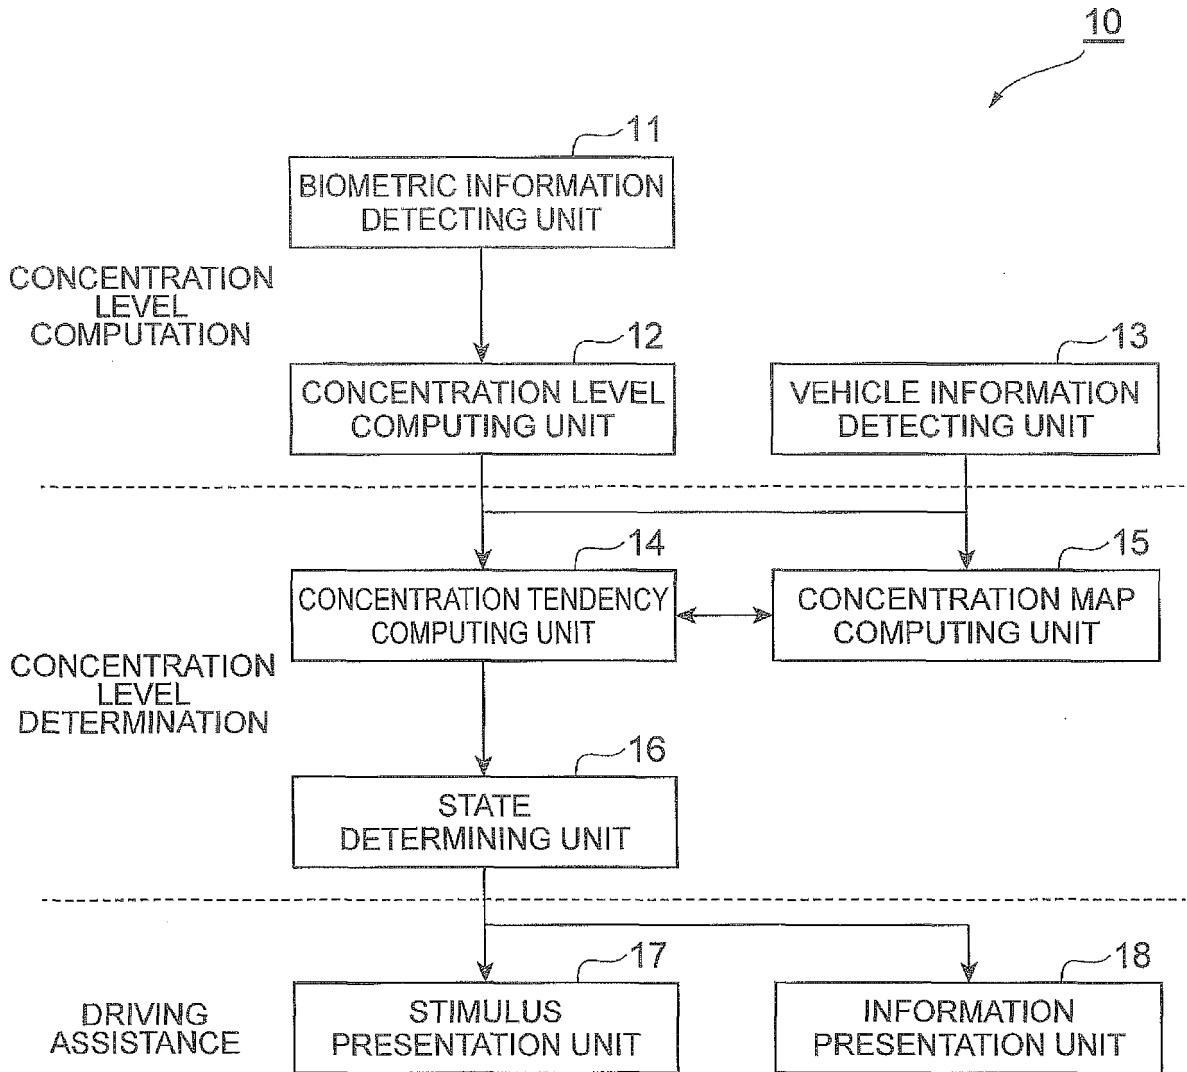 10
11
BIOMETRIC INFORMATION
DETECTING UNIT
CONCENTRATION
LEVEL
COMPUTATION
12
CONCENTRATION LEVEL
COMPUTING UNIT
13
VEHICLE INFORMATION
DETECTING UNIT
14
CONCENTRATION TENDENCY
COMPUTING UNIT
15
CONCENTRATION MAP
COMPUTING UNIT
CONCENTRATION
LEVEL
DETERMINATION
16
STATE
DETERMINING UNIT
DRIVING
ASSISTANCE
17
STIMULUS
PRESENTATION UNIT
18
INFORMATION
PRESENTATION UNIT